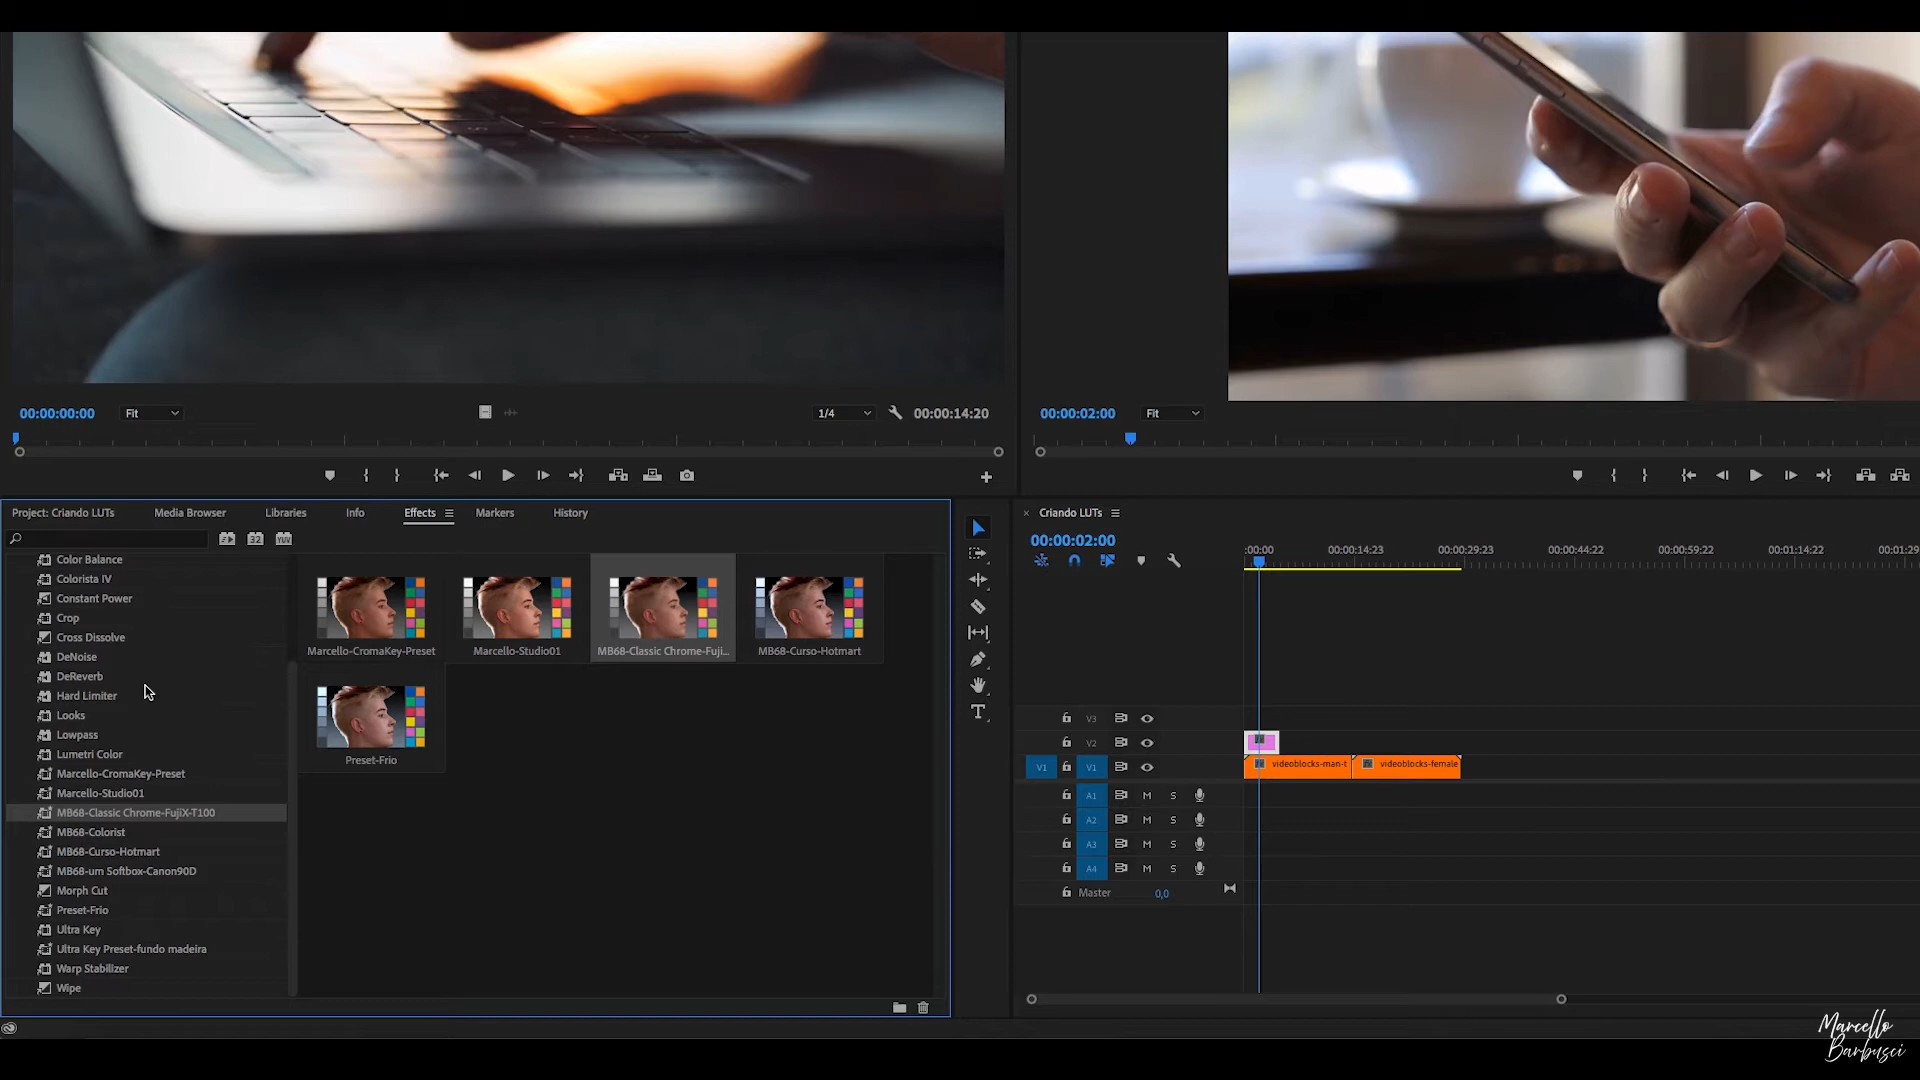 00:00:00:00
Fit
1/4
00:00:14:20
00:00:02:00
Fit
Project: Criando LUTs
Media Browser
Libraries
Info
Effects
Markers
History
32
YUV
Color Balance
Colorista IV
Constant Power
Crop
Cross Dissolve
DeNoise
DeReverb
Hard Limiter
Looks
Lowpass
Lumetri Color
Marcello-CromaKey-Preset
Marcello-Studio01
MB68-Classic Chrome-FujiX-T100
MB68-Colorist
MB68-Curso-Hotmart
MB68-um Softbox-Canon90D
Morph Cut
Preset-Frio
Ultra Key
Ultra Key Preset-fundo madeira
Warp Stabilizer
Wipe
Marcello-CromaKey-Preset
Marcello-Studio01
MB68-Classic Chrome-Fuji...
MB68-Curso-Hotmart
Preset-Frio
Criando LUTs
00:00:02:00
:00:00
00:00:14:23
00:00:29:23
00:00:44:22
00:00:59:22
00:01:14:22
00:01:29
V3
V2
V1
V1
videoblocks-man-t
videoblocks-female
A1
M
S
A2
M
S
A3
M
S
A4
M
S
Master
0,0
Marcello
Barbusci